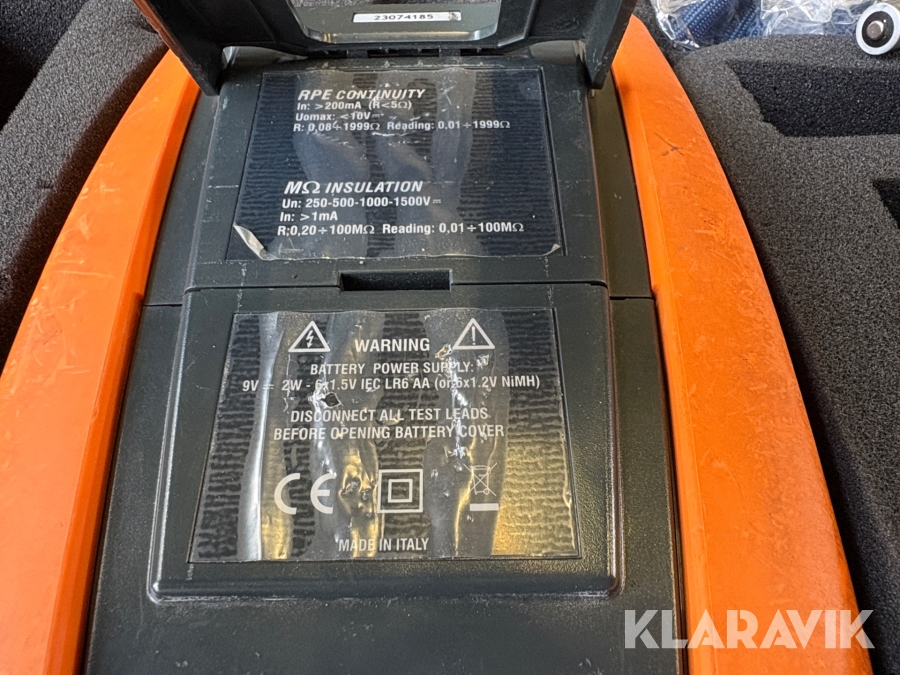 23074185
RPE CONTINUITY
In: >200mA (R<5Ω)
Uomax: <10V⎓
R: 0,08÷1999Ω Reading: 0,01÷1999Ω
MΩ INSULATION
Un: 250-500-1000-1500V⎓
In: >1mA
R:0,20÷100MΩ Reading: 0,01÷100MΩ
WARNING
BATTERY POWER SUPPLY:
9V⎓ 2W - 6x1.5V IEC LR6 AA (or 6x1.2V NiMH)
DISCONNECT ALL TEST LEADS
BEFORE OPENING BATTERY COVER
CE
MADE IN ITALY
KLARAVIK